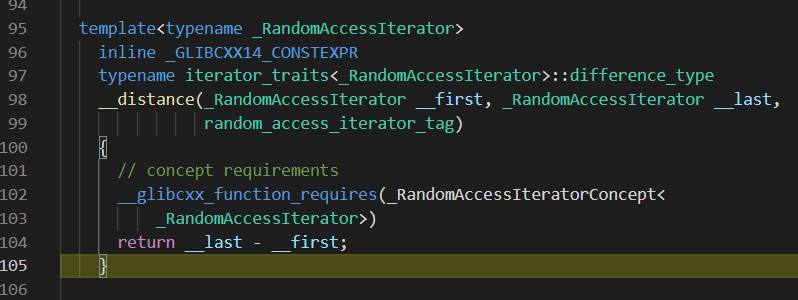 94
95 template<typename _RandomAccessIterator>
96 inline _GLIBCXX14_CONSTEXPR
97 typename iterator_traits<_RandomAccessIterator>::difference_type
98 __distance(_RandomAccessIterator __first, _RandomAccessIterator __last,
99 random_access_iterator_tag)
100 {
101 // concept requirements
102 __glibcxx_function_requires(_RandomAccessIteratorConcept<
103 _RandomAccessIterator>)
104 return __last - __first;
105 }
106